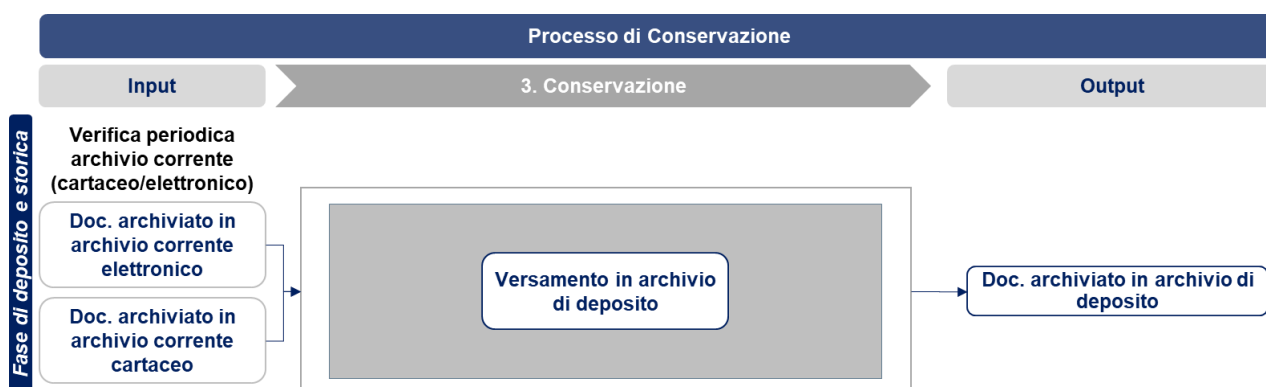 Processo di Conservazione
Input
3. Conservazione
Output
Fase di deposito e storica
Verifica periodica
archivio corrente
(cartaceo/elettronico)
Doc. archiviato in
archivio corrente
elettronico
Doc. archiviato in
archivio corrente
cartaceo
Versamento in archivio
di deposito
Doc. archiviato in archivio di
deposito